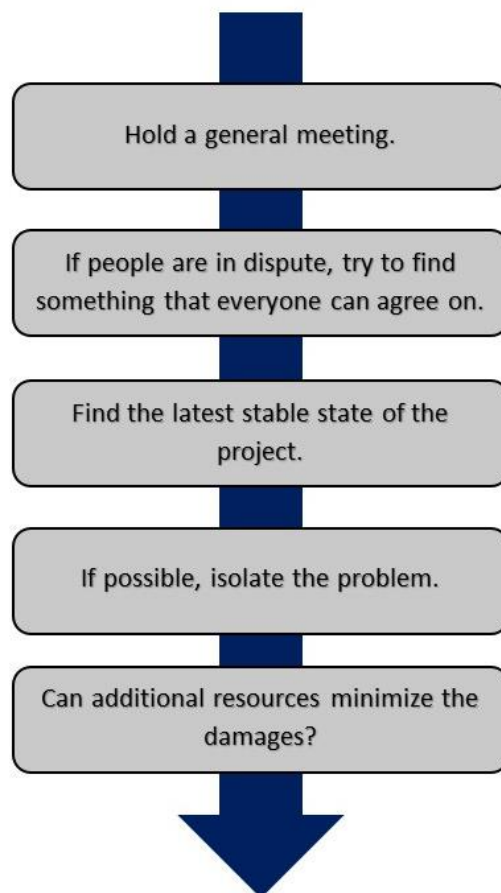 Hold a general meeting.
If people are in dispute, try to find
something that everyone can agree on.
Find the latest stable state of the
project.
If possible, isolate the problem.
Can additional resources minimize the
damages?